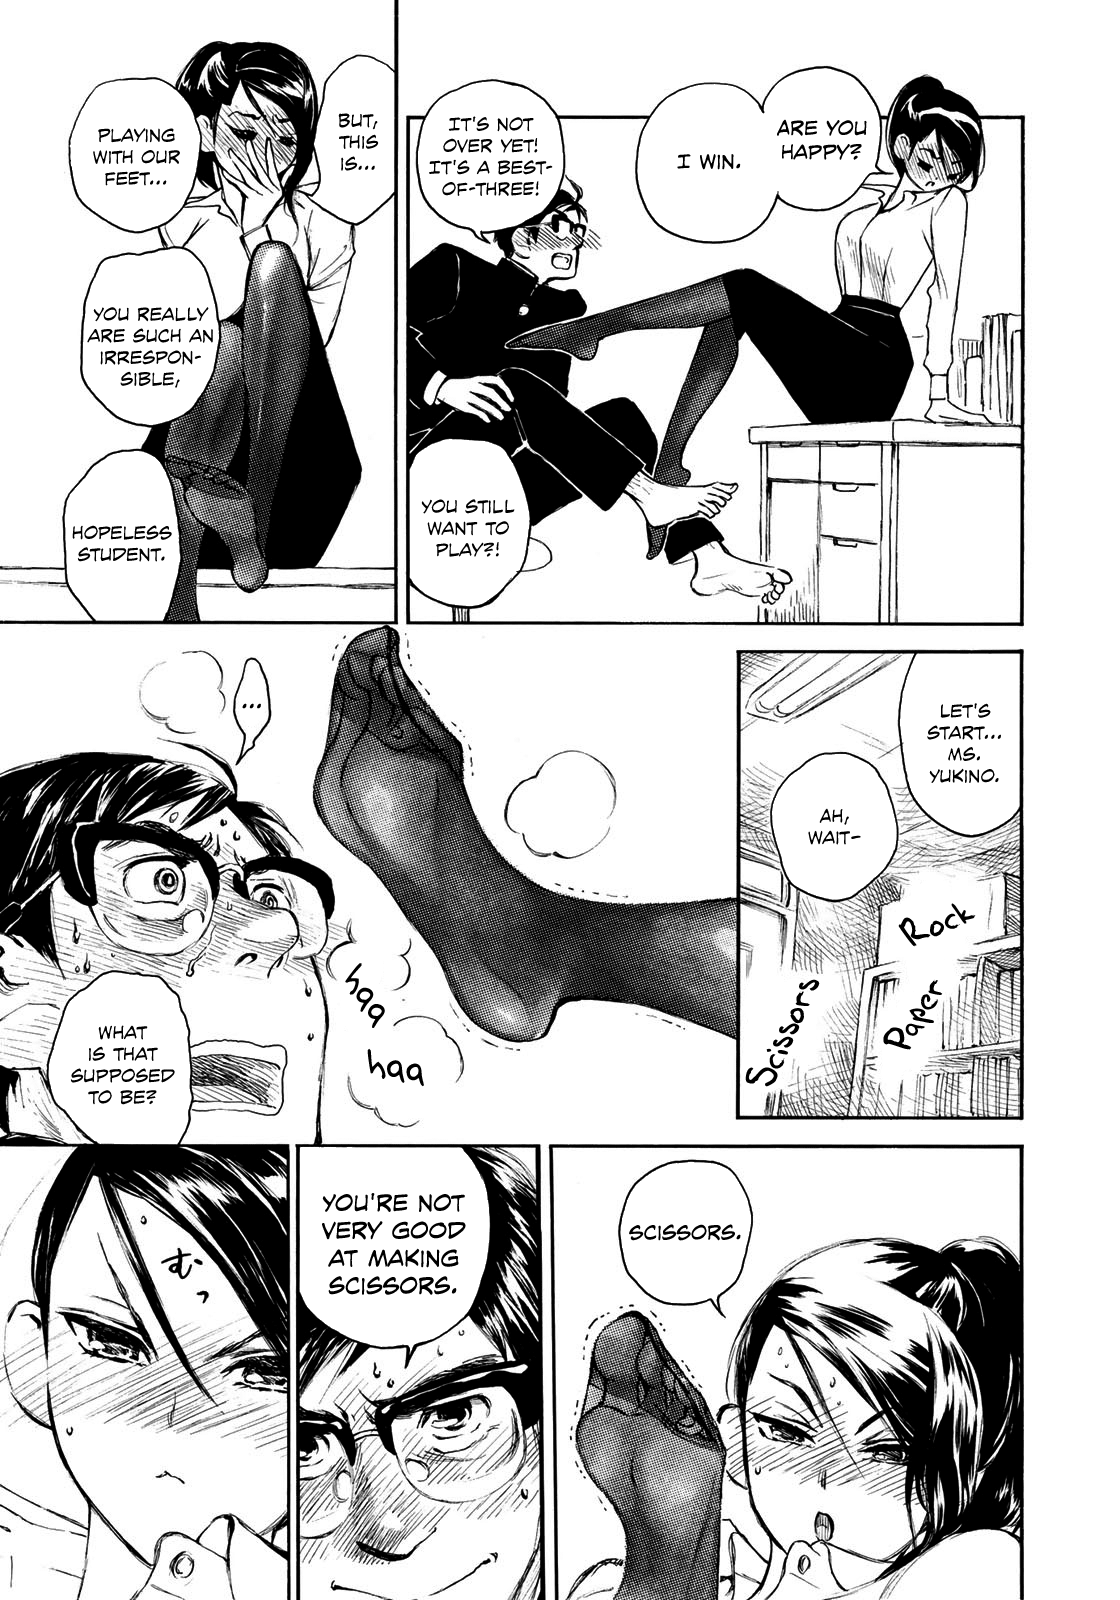 ARE YOU
HAPPY?
I WIN.
IT'S NOT
OVER YET!
IT'S A BEST-
OF-THREE!
YOU STILL
WANT TO
PLAY?!
BUT,
THIS
IS...
PLAYING
WITH OUR
FEET...
YOU REALLY
ARE SUCH AN
IRRESPON-
SIBLE,
HOPELESS
STUDENT.
LET'S
START...
MS.
YUKINO.
AH,
WAIT-
Rock
Paper
Scissors
...
haa
haa
WHAT
IS THAT
SUPPOSED
TO BE?
SCISSORS.
YOU'RE NOT
VERY GOOD
AT MAKING
SCISSORS.
むっ